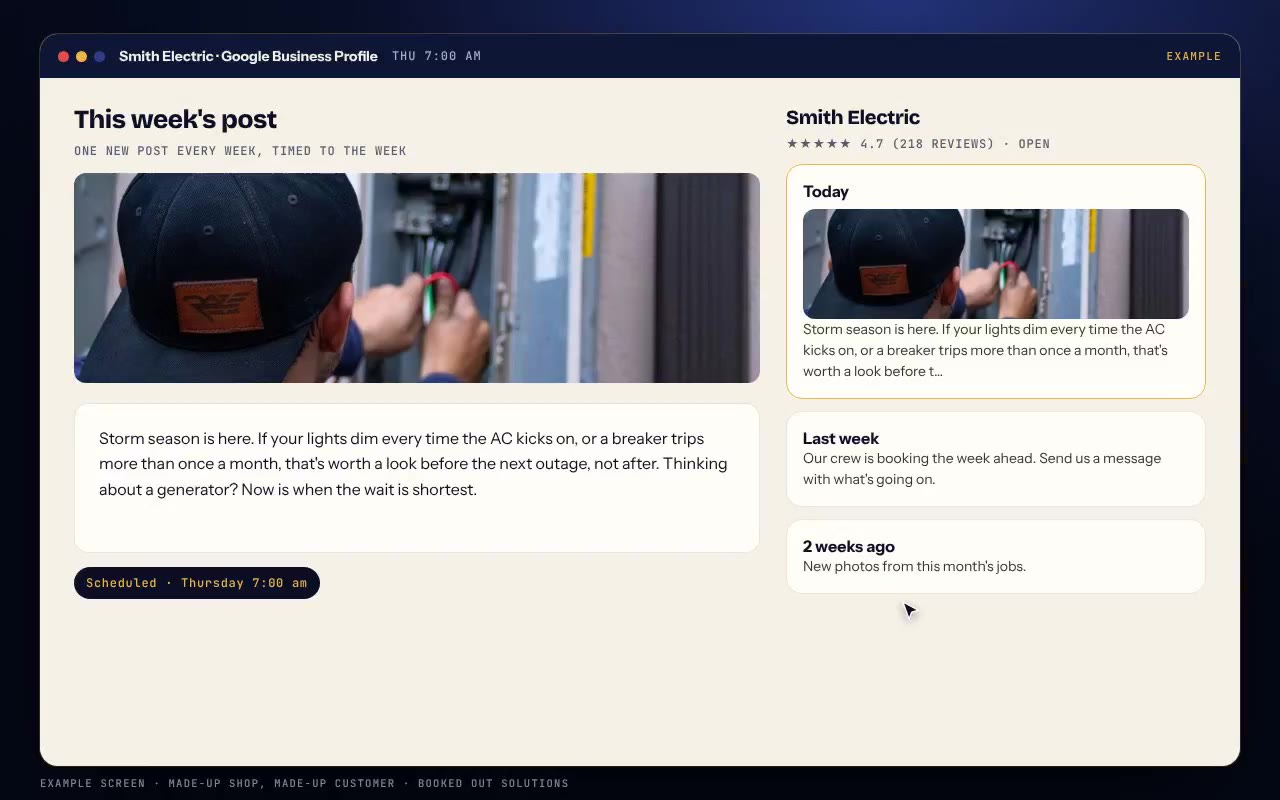 Smith Electric · Google Business Profile THU 7:00 AM
EXAMPLE
This week's post
ONE NEW POST EVERY WEEK, TIMED TO THE WEEK
Storm season is here. If your lights dim every time the AC kicks on, or a breaker trips
more than once a month, that's worth a look before the next outage, not after. Thinking
about a generator? Now is when the wait is shortest.
Scheduled · Thursday 7:00 am
Smith Electric
★★★★★ 4.7 (218 REVIEWS) · OPEN
Today
Storm season is here. If your lights dim every time the AC
kicks on, or a breaker trips more than once a month, that's
worth a look before t...
Last week
Our crew is booking the week ahead. Send us a message
with what's going on.
2 weeks ago
New photos from this month's jobs.
EXAMPLE SCREEN · MADE-UP SHOP, MADE-UP CUSTOMER · BOOKED OUT SOLUTIONS